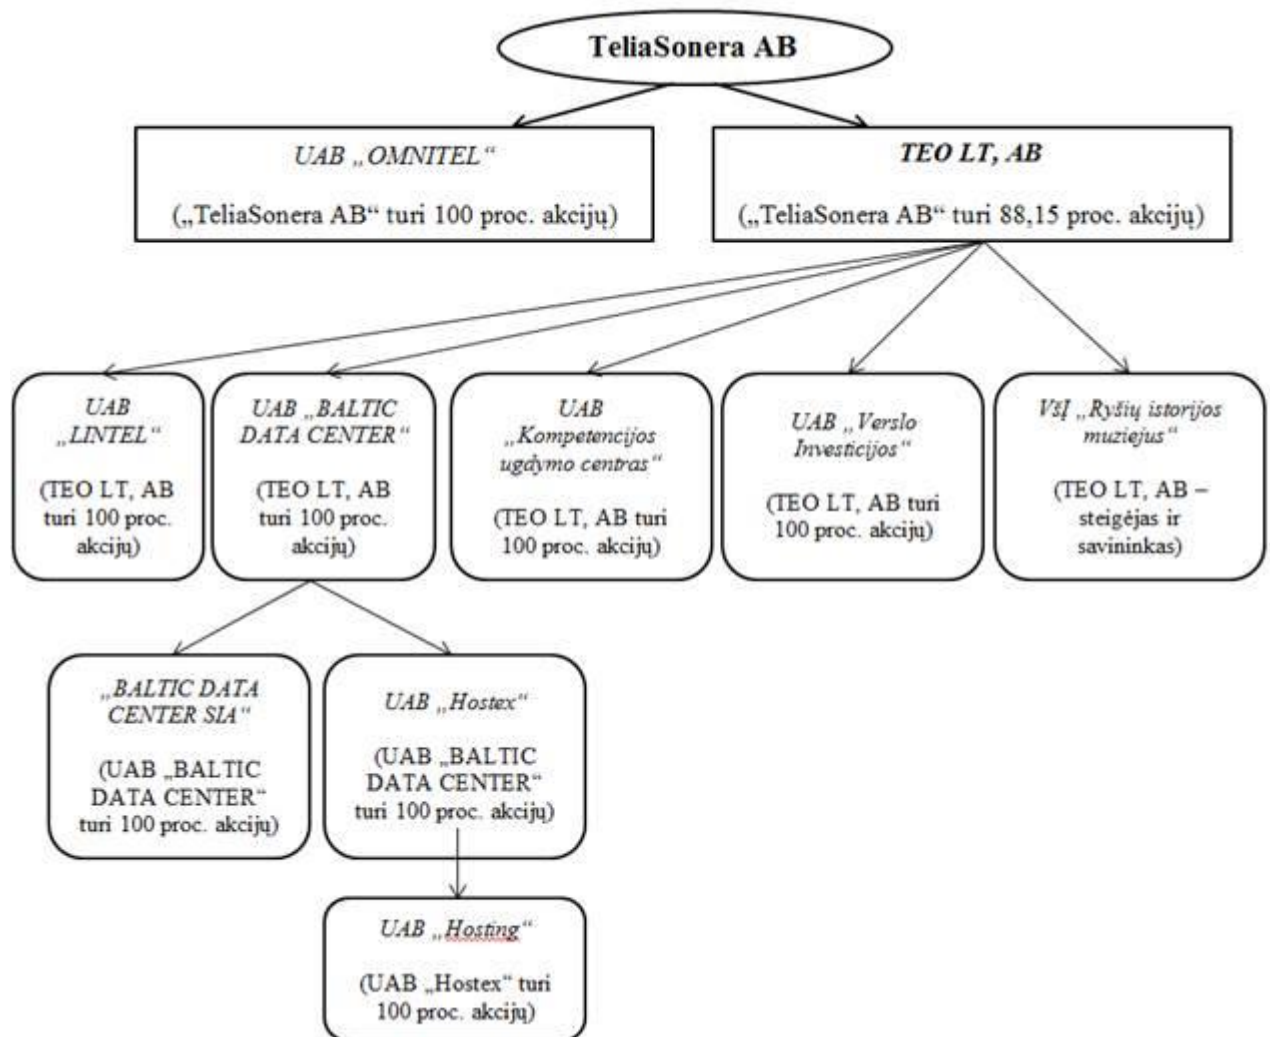 TeliaSonera AB
UAB „OMNITEL“
(„TeliaSonera AB“ turi 100 proc. akcijų)
TEO LT, AB
(„TeliaSonera AB“ turi 88,15 proc. akcijų)
UAB
„LINTEL“
(TEO LT, AB
turi 100 proc.
akcijų)
UAB „BALTIC
DATA CENTER“
(TEO LT, AB
turi 100 proc.
akcijų)
UAB
„Kompetencijos
ugdymo centras“
(TEO LT, AB turi
100 proc. akcijų)
UAB „Verslo
Investicijos“
(TEO LT, AB turi
100 proc. akcijų)
VšĮ „Ryšių istorijos
muziejus“
(TEO LT, AB –
steigėjas ir
savininkas)
„BALTIC DATA
CENTER SIA“
(UAB „BALTIC
DATA CENTER“
turi 100 proc. akcijų)
UAB „Hostex“
(UAB „BALTIC
DATA CENTER“
turi 100 proc. akcijų)
UAB „Hosting“
(UAB „Hostex“ turi
100 proc. akcijų)